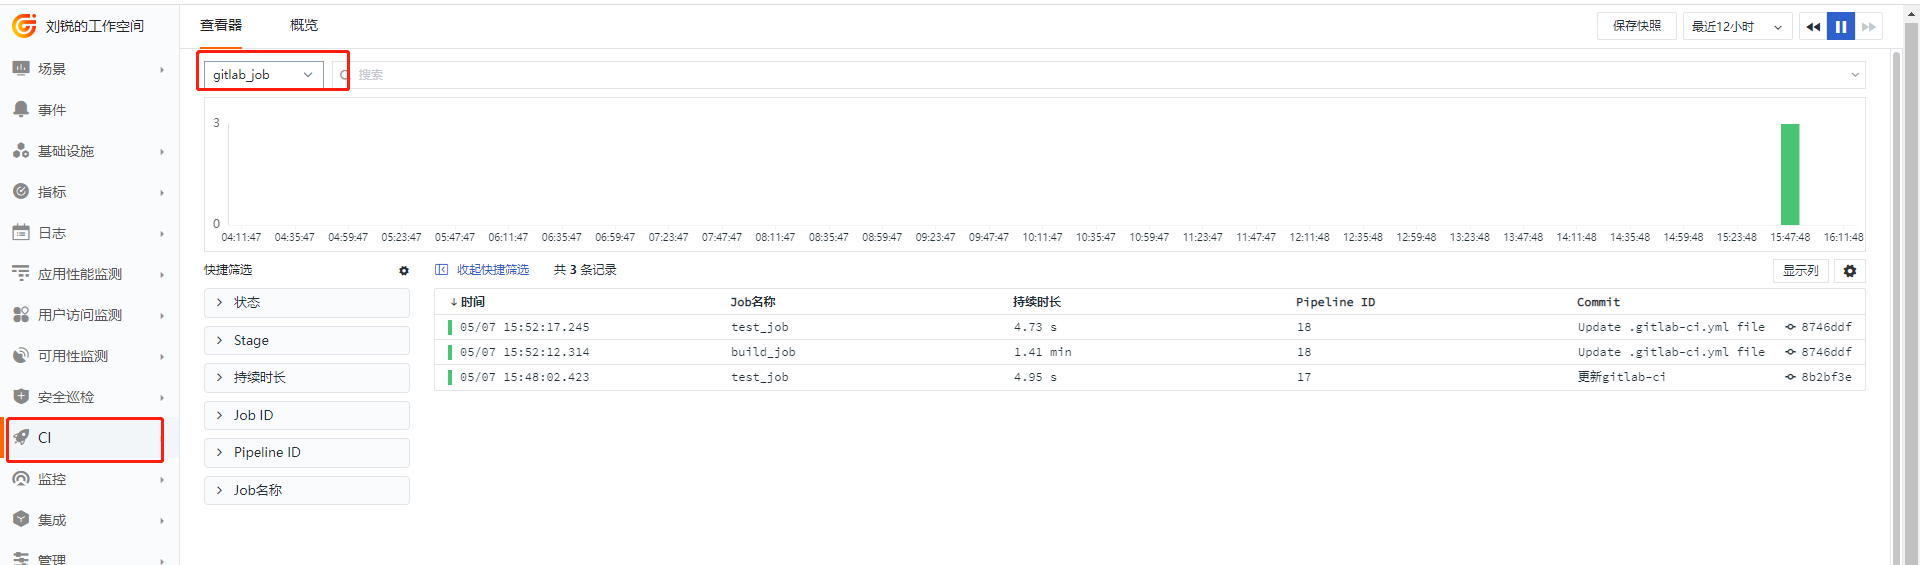 刘锐的工作空间
查看器 概览
保存快照 最近12小时
场景
事件
基础设施
指标
日志
应用性能监测
用户访问监测
可用性监测
安全巡检
CI
监控
集成
管理
gitlab_job 搜索
3
0
04:11:47 04:35:47 04:59:47 05:23:47 05:47:47 06:11:47 06:35:47 06:59:47 07:23:47 07:47:47 08:11:47 08:35:47 08:59:47 09:23:47 09:47:47 10:11:47 10:35:47 10:59:47 11:23:47 11:47:47 12:11:48 12:35:48 12:59:48 13:23:48 13:47:48 14:11:48 14:35:48 14:59:48 15:23:48 15:47:48 16:11:48
快捷筛选
状态
Stage
持续时长
Job ID
Pipeline ID
Job名称
收起快捷筛选 共 3 条记录 显示列
时间 Job名称 持续时长 Pipeline ID Commit
05/07 15:52:17.245 test_job 4.73 s 18 Update .gitlab-ci.yml file 8746ddf
05/07 15:52:12.314 build_job 1.41 min 18 Update .gitlab-ci.yml file 8746ddf
05/07 15:48:02.423 test_job 4.95 s 17 更新gitlab-ci 8b2bf3e